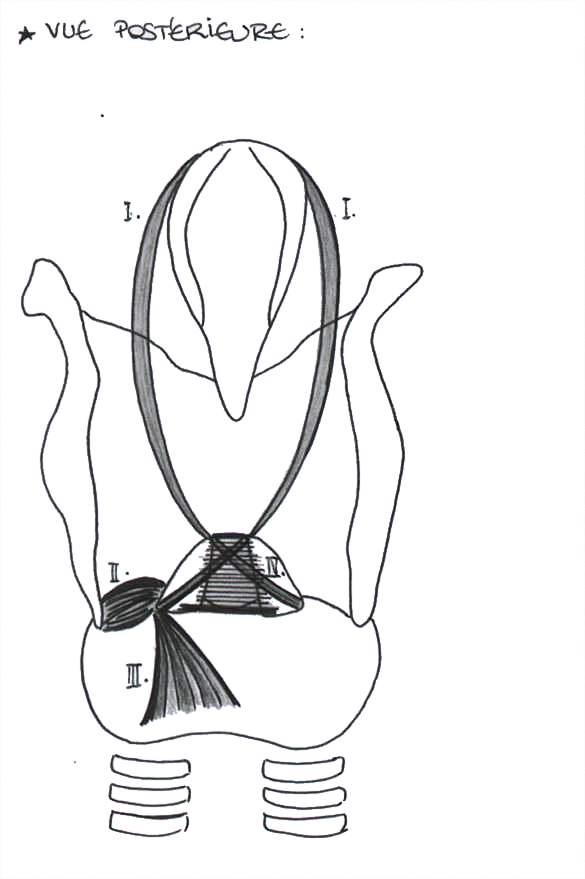 ★ VUE POSTÉRIEURE :
I. I.
II.
IV.
III.